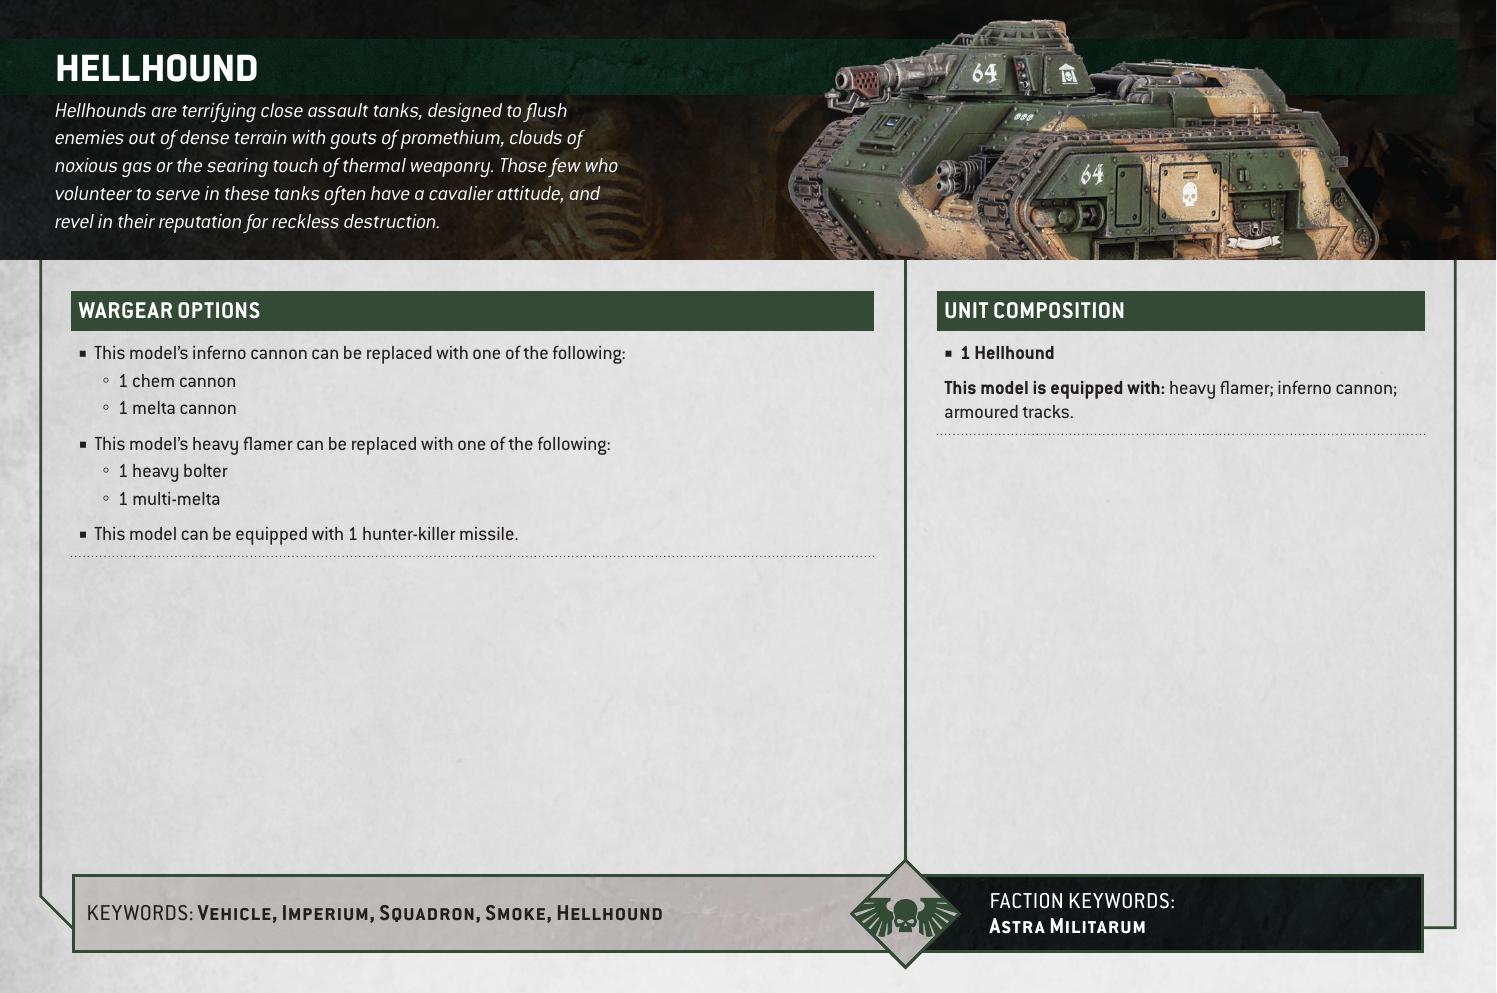 HELLHOUND
Hellhounds are terrifying close assault tanks, designed to flush
enemies out of dense terrain with gouts of promethium, clouds of
noxious gas or the searing touch of thermal weaponry. Those few who
volunteer to serve in these tanks often have a cavalier attitude, and
revel in their reputation for reckless destruction.
64
64
WARGEAR OPTIONS
▪ This model’s inferno cannon can be replaced with one of the following:
◦ 1 chem cannon
◦ 1 melta cannon
▪ This model’s heavy flamer can be replaced with one of the following:
◦ 1 heavy bolter
◦ 1 multi-melta
▪ This model can be equipped with 1 hunter-killer missile.
UNIT COMPOSITION
▪ 1 Hellhound
This model is equipped with: heavy flamer; inferno cannon;
armoured tracks.
KEYWORDS: Vehicle, Imperium, Squadron, Smoke, Hellhound
FACTION KEYWORDS:
Astra Militarum